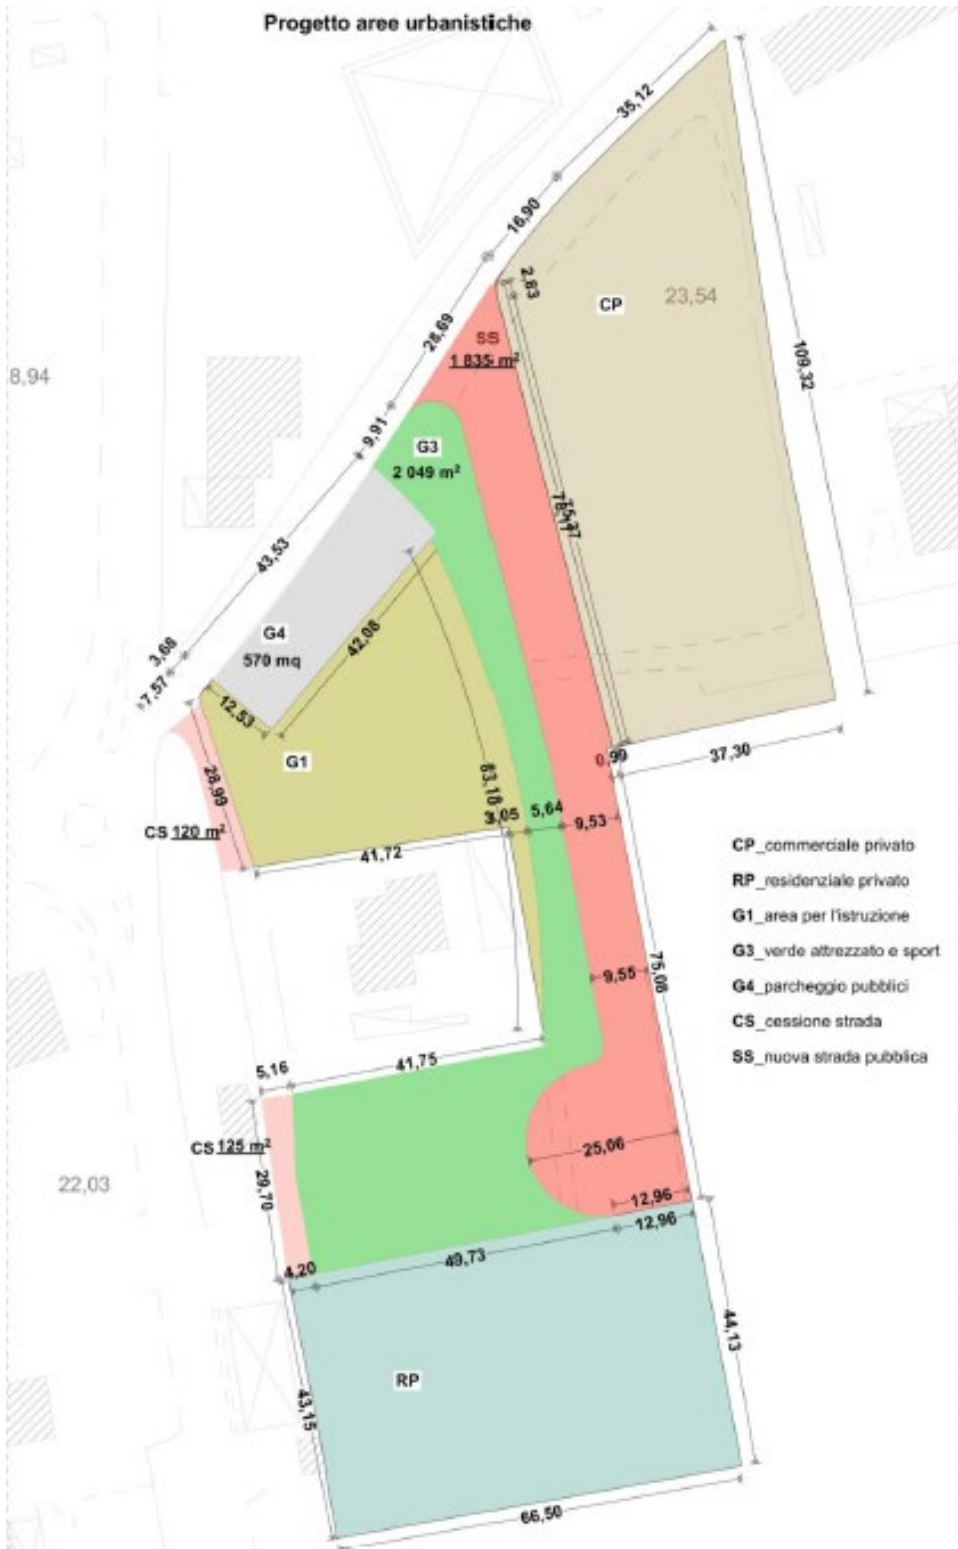 Progetto aree urbanistiche
35,12
16,90
2,83
CP
23,54
28,69
SS
1 835 m²
109,32
8,94
9,91
G3
2 049 m²
43,53
G4
570 mq
42,08
3,68
7,57
12,53
G1
28,99
0,99
37,30
3,05
5,64
9,53
CS 120 m²
41,72
CP_commerciale privato
RP_residenziale privato
G1_area per l'istruzione
G3_verde attrezzato e sport
G4_parcheggio pubblici
CS_cessione strada
SS_nuova strada pubblica
9,55
75,08
5,16
41,75
CS 125 m²
25,06
22,03
29,70
12,96
12,96
4,20
49,73
44,13
RP
43,15
66,50